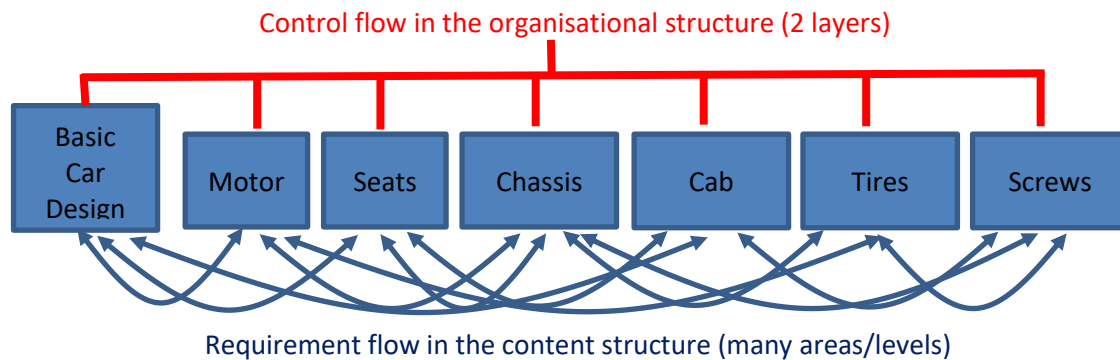 Control flow in the organisational structure (2 layers)
Basic
Car
Design
Motor
Seats
Chassis
Cab
Tires
Screws
Requirement flow in the content structure (many areas/levels)